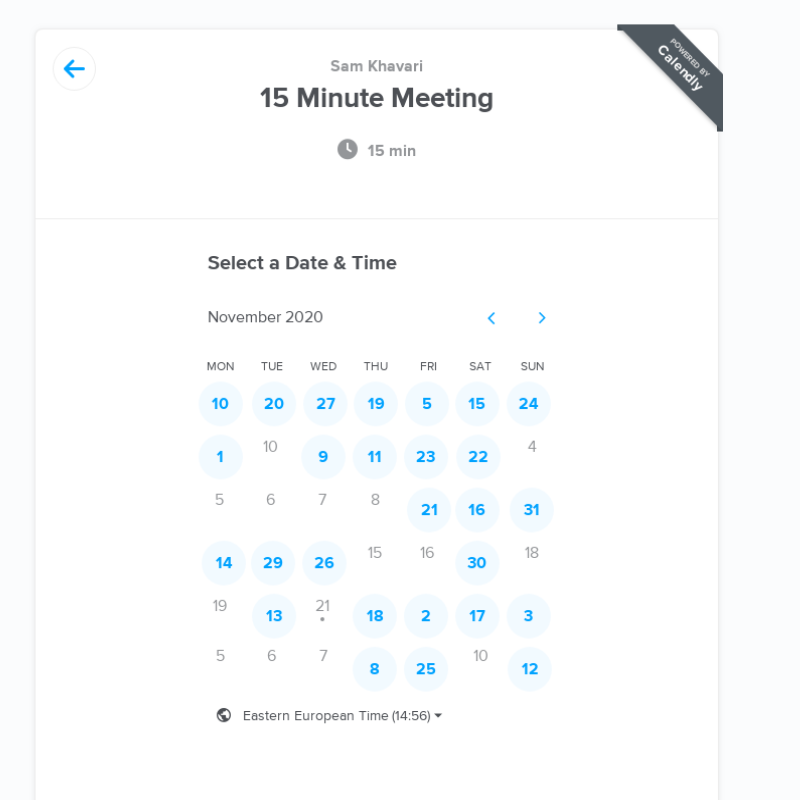 POWERED BY
Calendly
Sam Khavari
15 Minute Meeting
15 min
Select a Date & Time
November 2020
MON TUE WED THU FRI SAT SUN
10 20 27 19 5 15 24
1 10 9 11 23 22 4
5 6 7 8 21 16 31
14 29 26 15 16 30 18
19 13 21 18 2 17 3
5 6 7 8 25 10 12
Eastern European Time (14:56)